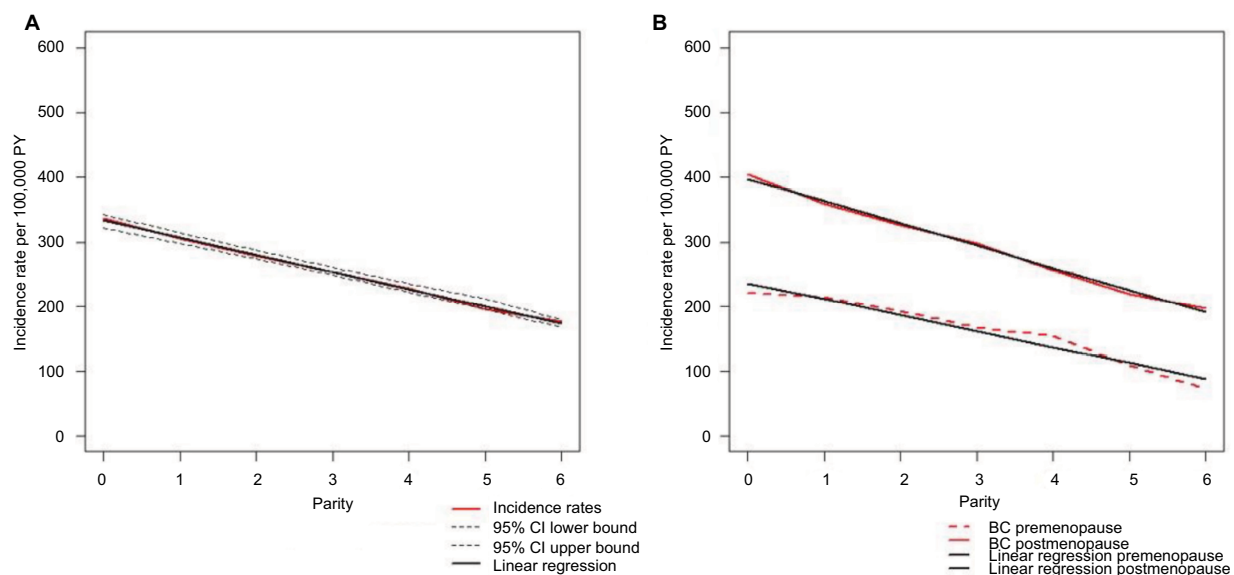 A
Incidence rate per 100,000 PY
600
500
400
300
200
100
0
0 1 2 3 4 5 6
Parity
Incidence rates
95% CI lower bound
95% CI upper bound
Linear regression
B
Incidence rate per 100,000 PY
600
500
400
300
200
100
0
0 1 2 3 4 5 6
Parity
BC premenopause
BC postmenopause
Linear regression premenopause
Linear regression postmenopause